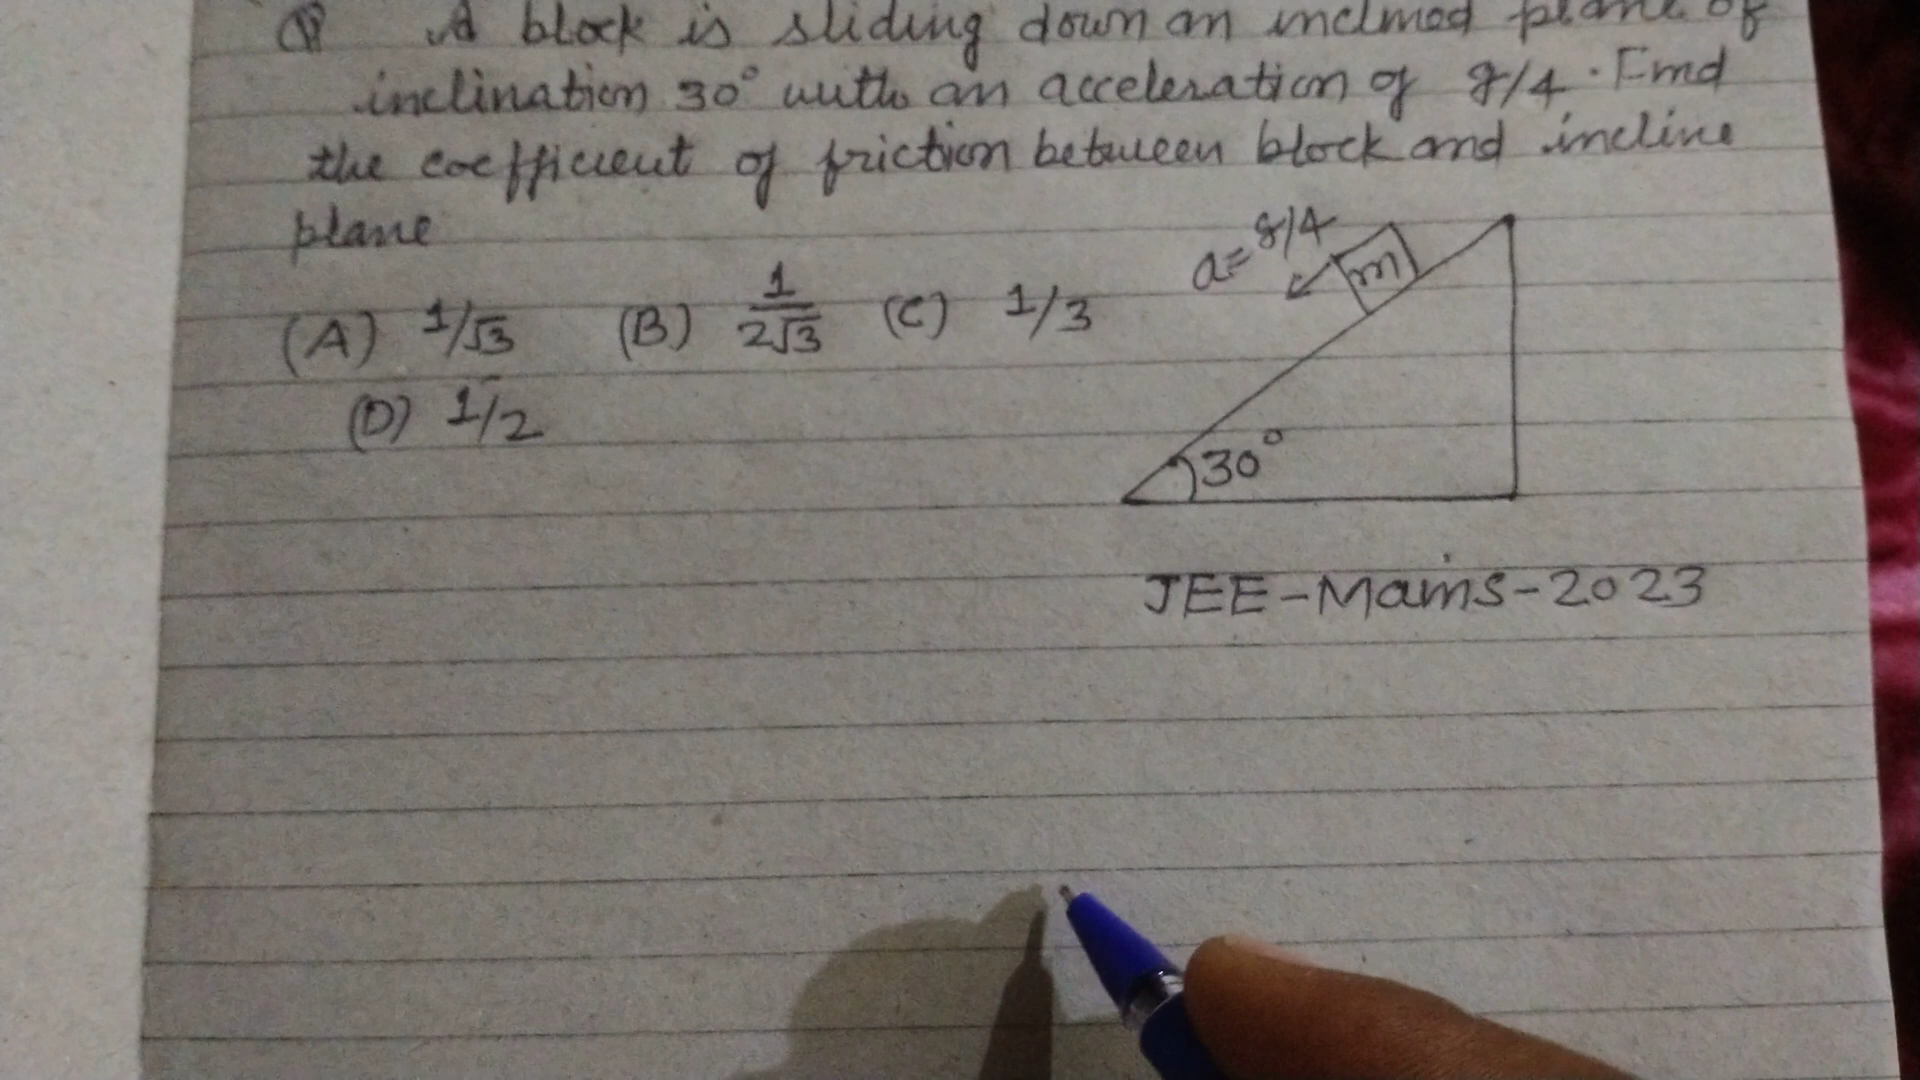 Q A block is sliding down an inclined plane of
inclination 30° with an acceleration of g/4. Find
the coefficient of friction between block and incline
plane
a = g/4
m
(A) 1/√3 (B) 1/2√3 (C) 1/3
(D) 1/2
30°
JEE-Mains-2023